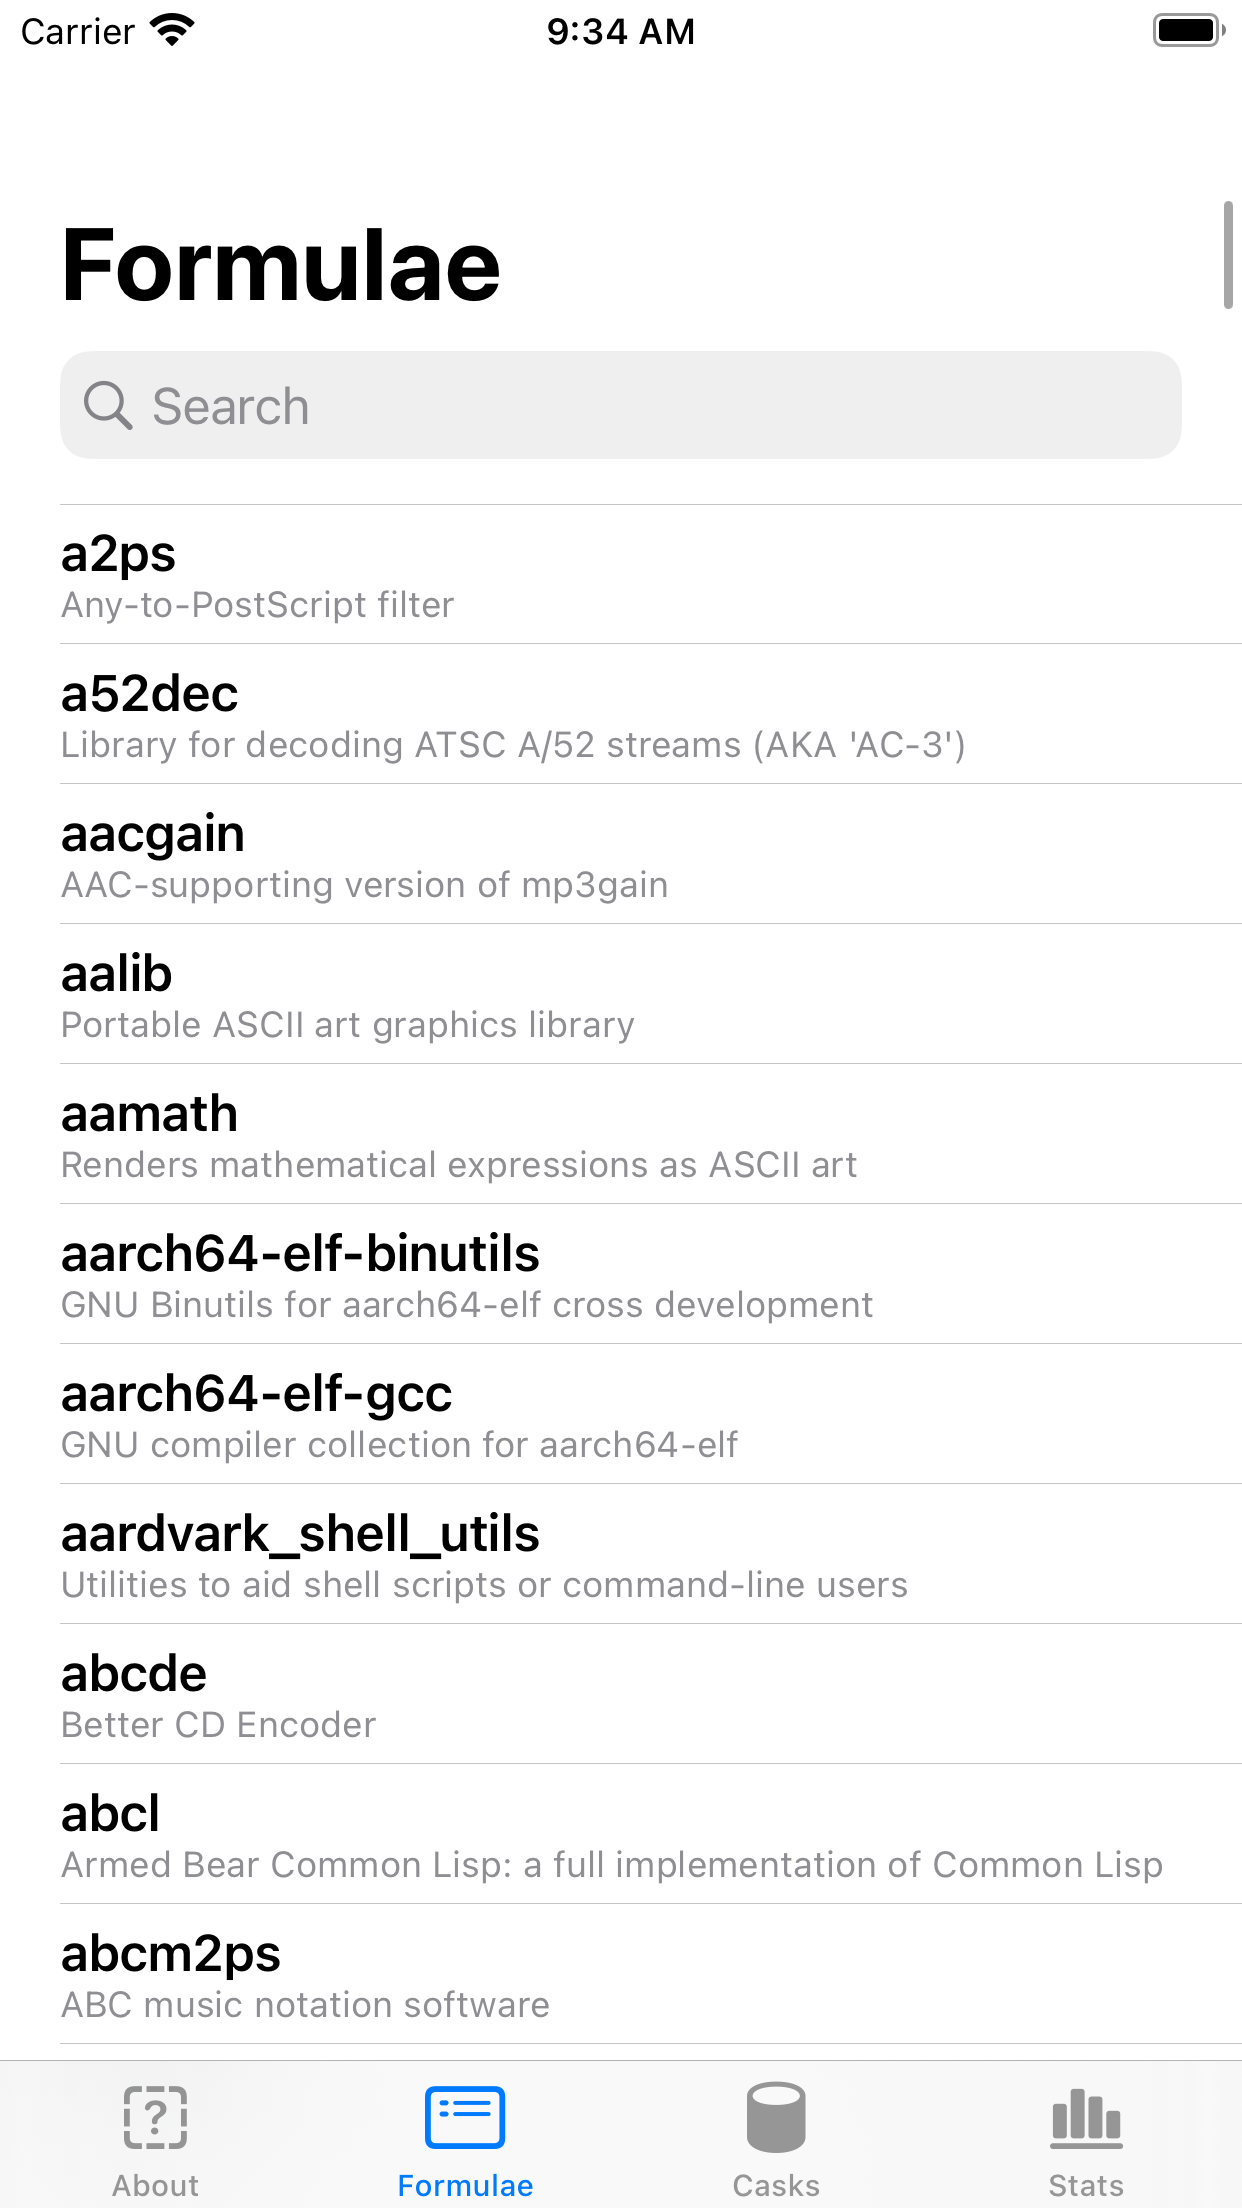 Carrier 9:34 AM
Formulae
Search
a2ps
Any-to-PostScript filter
a52dec
Library for decoding ATSC A/52 streams (AKA 'AC-3')
aacgain
AAC-supporting version of mp3gain
aalib
Portable ASCII art graphics library
aamath
Renders mathematical expressions as ASCII art
aarch64-elf-binutils
GNU Binutils for aarch64-elf cross development
aarch64-elf-gcc
GNU compiler collection for aarch64-elf
aardvark_shell_utils
Utilities to aid shell scripts or command-line users
abcde
Better CD Encoder
abcl
Armed Bear Common Lisp: a full implementation of Common Lisp
abcm2ps
ABC music notation software
About Formulae Casks Stats